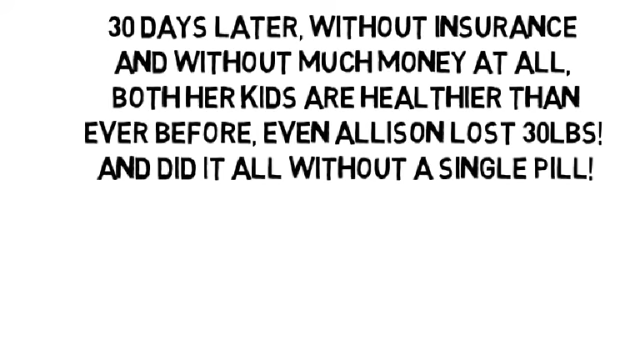 30 DAYS LATER, WITHOUT INSURANCE
AND WITHOUT MUCH MONEY AT ALL,
BOTH HER KIDS ARE HEALTHIER THAN
EVER BEFORE, EVEN ALLISON LOST 30LBS!
AND DID IT ALL WITHOUT A SINGLE PILL!